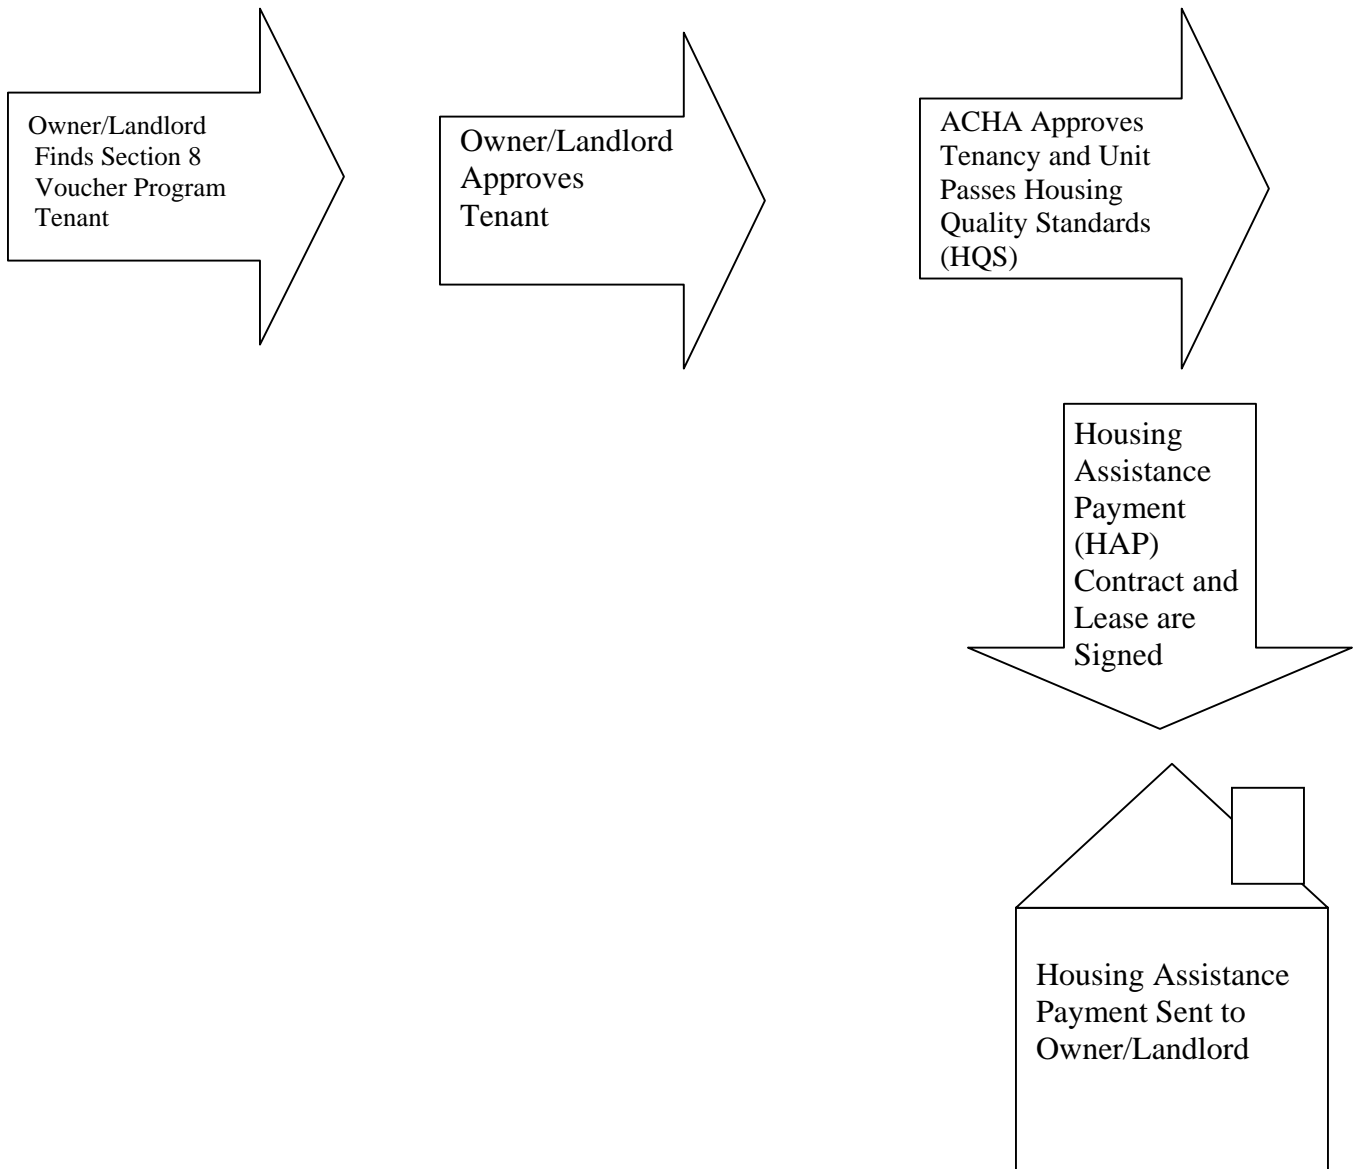 Owner/Landlord
Finds Section 8
Voucher Program
Tenant
Owner/Landlord
Approves
Tenant
ACHA Approves
Tenancy and Unit
Passes Housing
Quality Standards
(HQS)
Housing
Assistance
Payment
(HAP)
Contract and
Lease are
Signed
Housing Assistance
Payment Sent to
Owner/Landlord